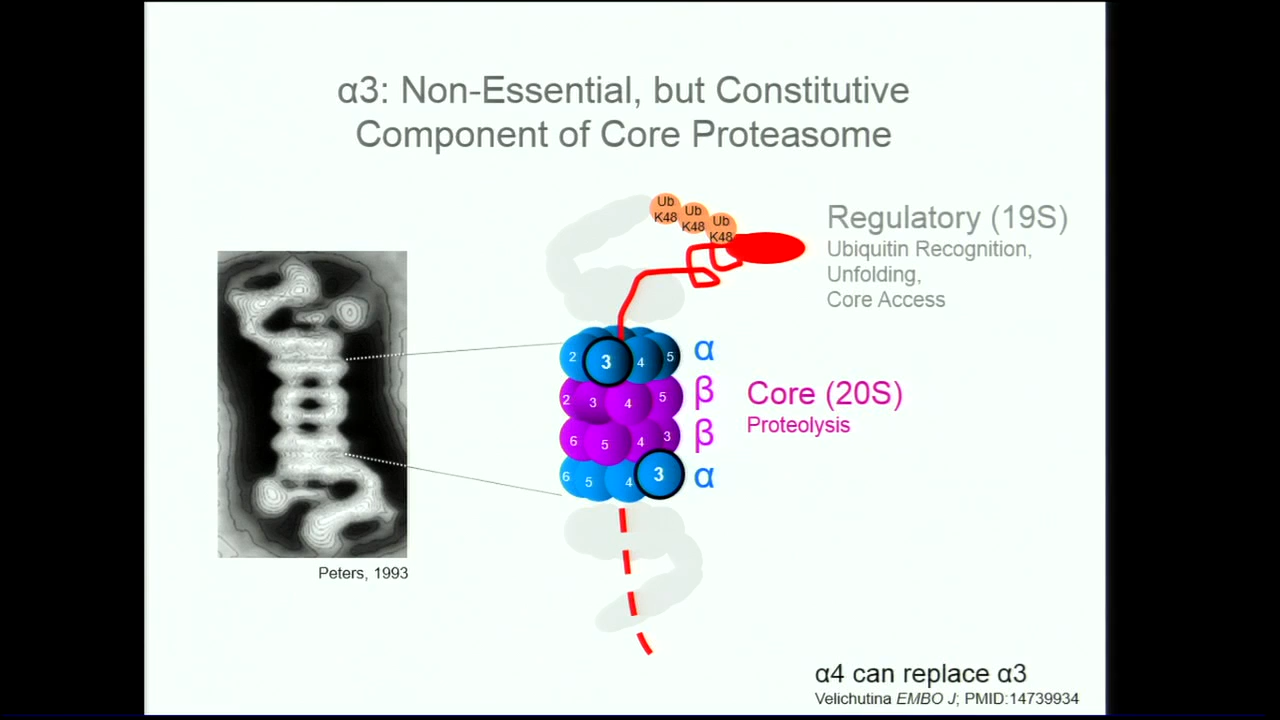 α3: Non-Essential, but Constitutive
Component of Core Proteasome
Ub
K48
Ub
K48
Ub
K48
Regulatory (19S)
Ubiquitin Recognition,
Unfolding,
Core Access
2 3 4 5 α
2 3 4 5 β
Core (20S)
Proteolysis
6 5 4 3 β
6 5 4 3 α
Peters, 1993
α4 can replace α3
Velichutina EMBO J; PMID:14739934